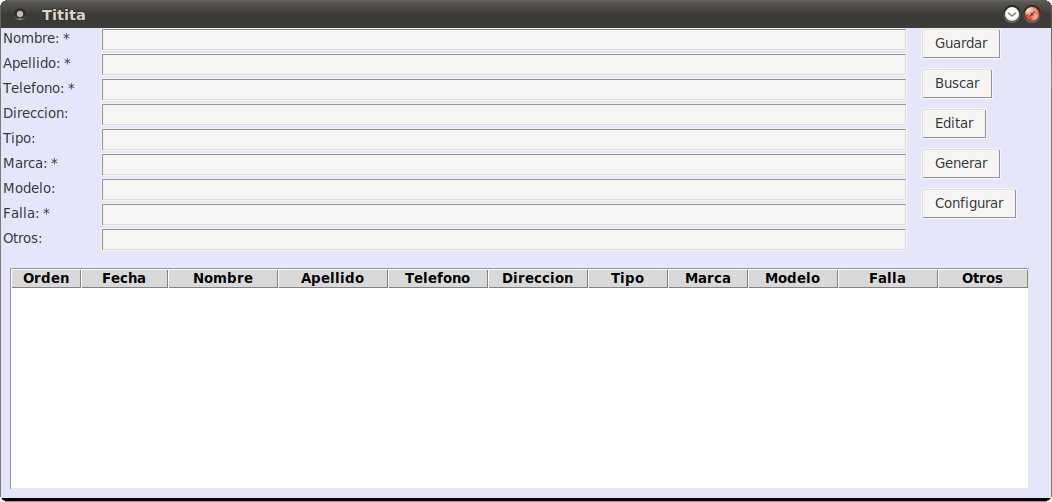 Titita
Nombre: *
Guardar
Apellido: *
Telefono: *
Buscar
Direccion:
Editar
Tipo:
Marca: *
Generar
Modelo:
Configurar
Falla: *
Otros:
Orden Fecha Nombre Apellido Telefono Direccion Tipo Marca Modelo Falla Otros